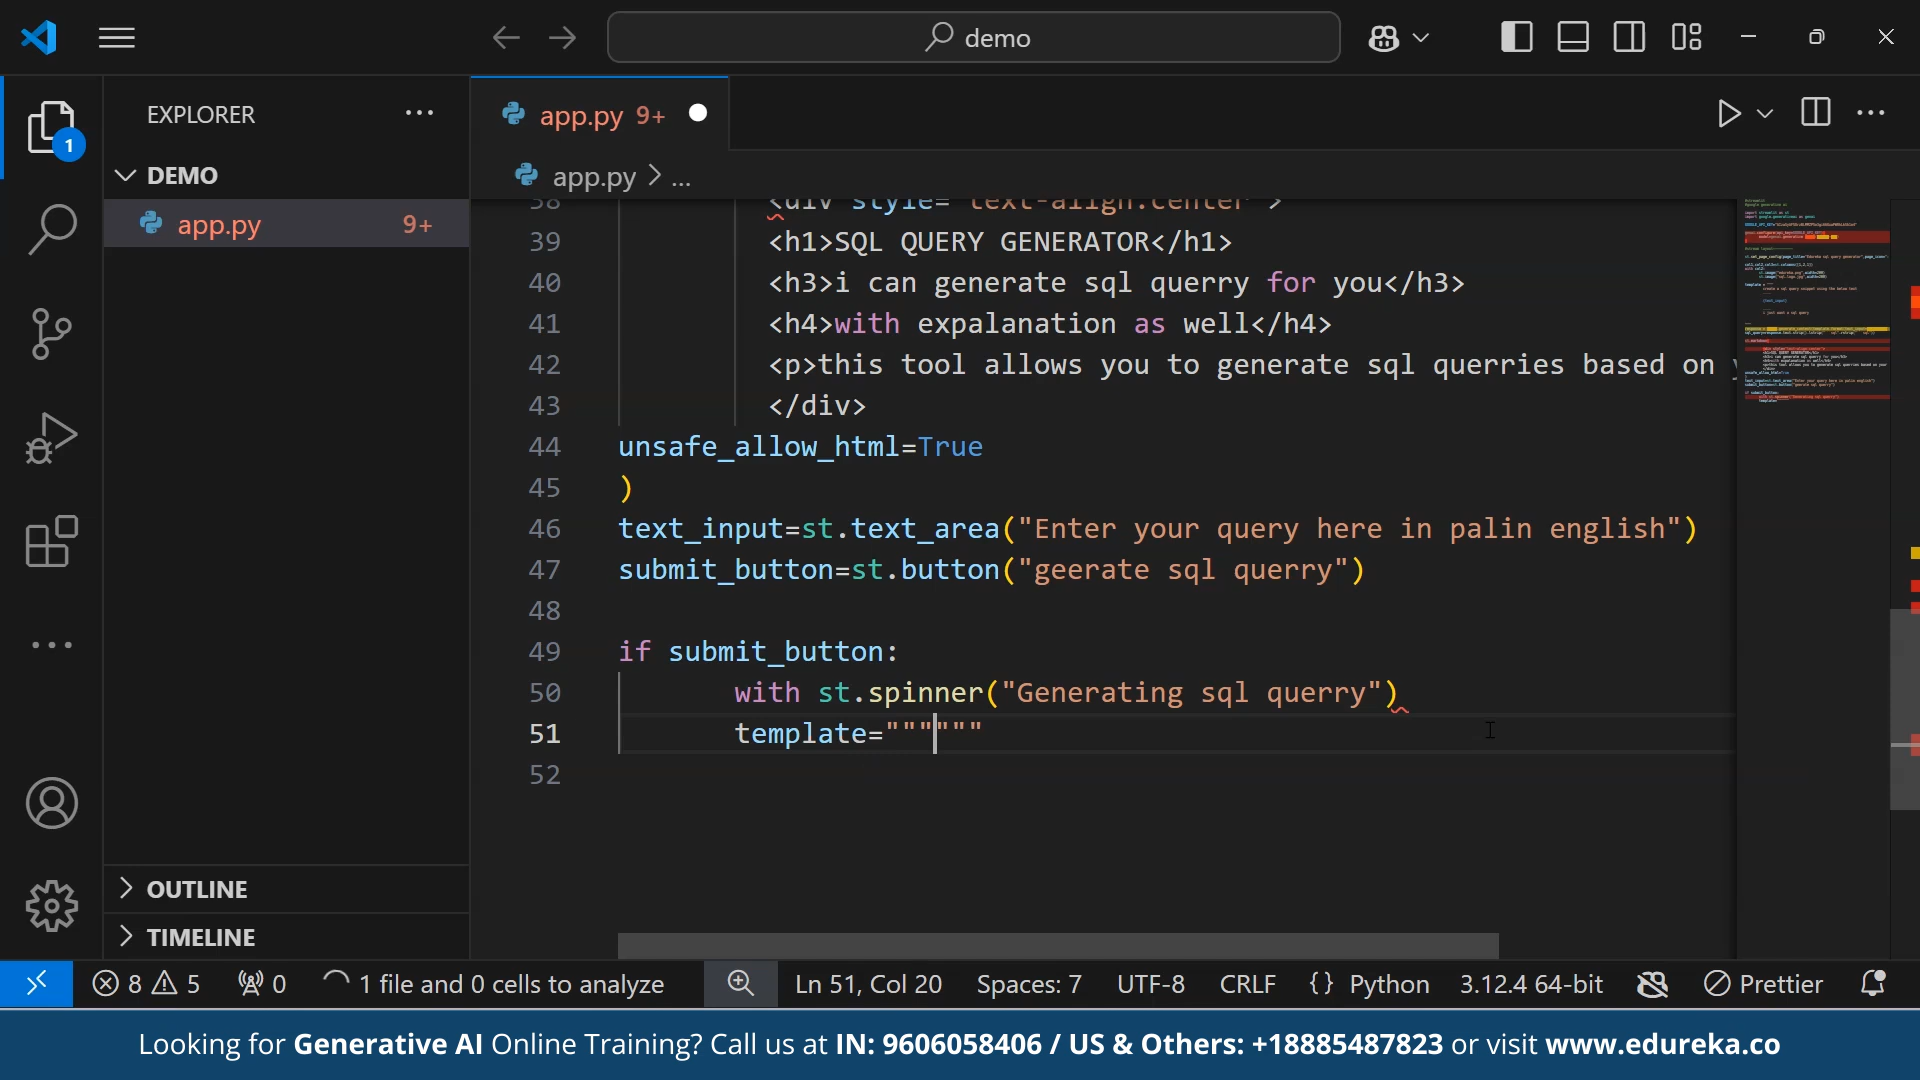 demo
EXPLORER
app.py 9+
1
DEMO
app.py > ...
app.py 9+
38 <div style="text-align:center">
39 <h1>SQL QUERY GENERATOR</h1>
40 <h3>i can generate sql querry for you</h3>
41 <h4>with expalanation as well</h4>
42 <p>this tool allows you to generate sql querries based on
43 </div>
44 unsafe_allow_html=True
45 )
46 text_input=st.text_area("Enter your query here in palin english")
47 submit_button=st.button("geerate sql querry")
48
49 if submit_button:
50 with st.spinner("Generating sql querry")
51 template=""""""
52
OUTLINE
TIMELINE
8 5 0 1 file and 0 cells to analyze Ln 51, Col 20 Spaces: 7 UTF-8 CRLF {} Python 3.12.4 64-bit Prettier
Looking for Generative AI Online Training? Call us at IN: 9606058406 / US & Others: +18885487823 or visit www.edureka.co